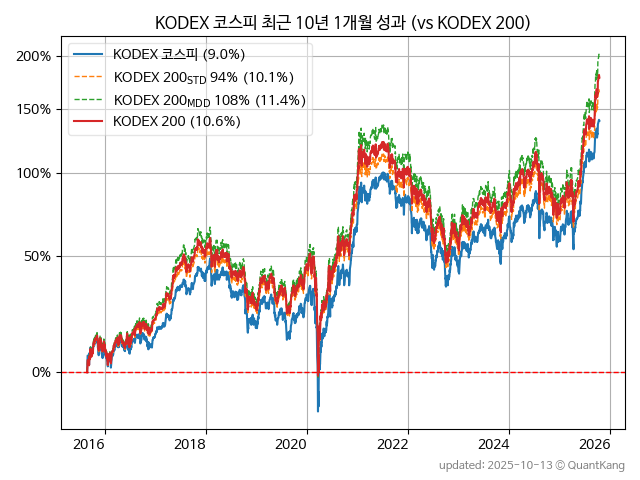 KODEX 코스피 최근 10년 1개월 성과 (vs KODEX 200)
KODEX 코스피 (9.0%)
KODEX 200STD 94% (10.1%)
KODEX 200MDD 108% (11.4%)
KODEX 200 (10.6%)
200%
150%
100%
50%
0%
2016 2018 2020 2022 2024 2026
updated: 2025-10-13 © QuantKang